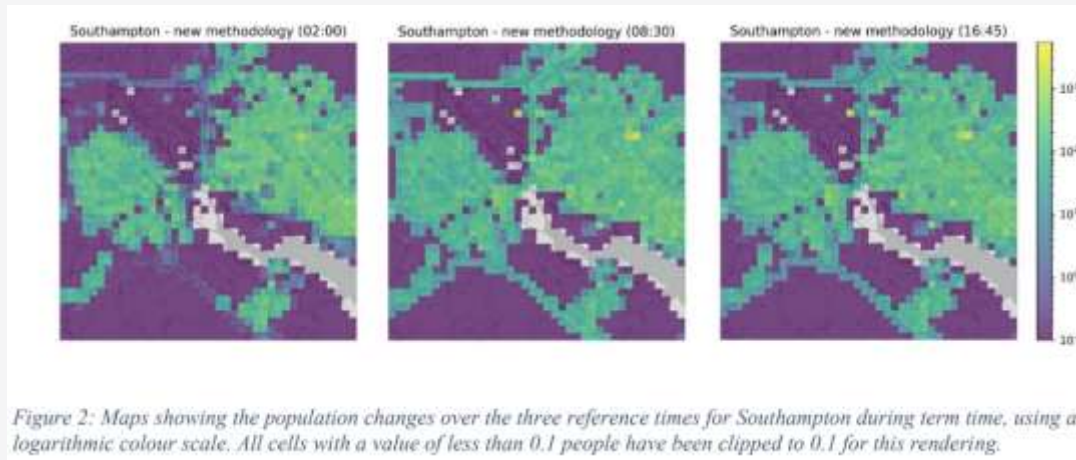 Southampton - new methodology (02:00)
Southampton - new methodology (08:30)
Southampton - new methodology (16:45)
Figure 2: Maps showing the population changes over the three reference times for Southampton during term time, using a
logarithmic colour scale. All cells with a value of less than 0.1 people have been clipped to 0.1 for this rendering.